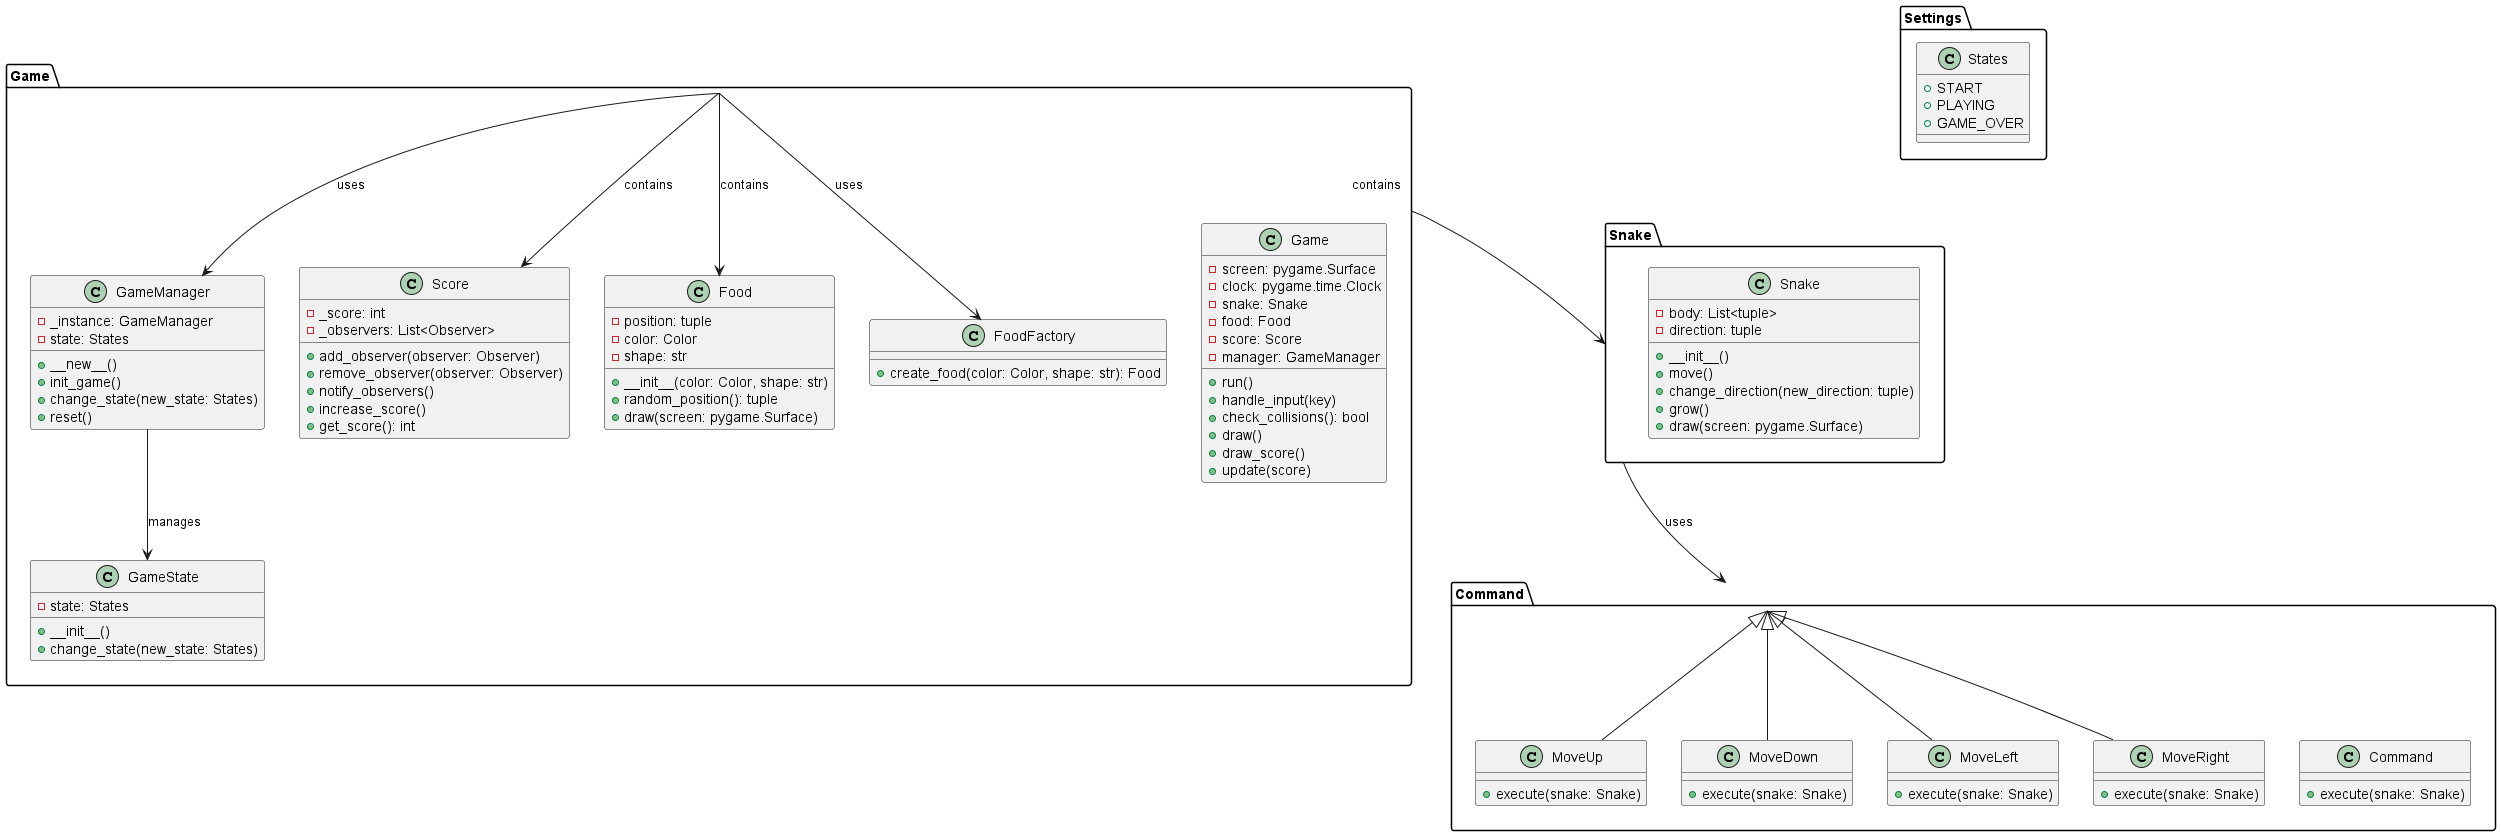 Settings
C States
START
PLAYING
GAME_OVER
Game
uses
contains
contains
uses
contains
C GameManager
_instance: GameManager
state: States
__new__()
init_game()
change_state(new_state: States)
reset()
C Score
_score: int
_observers: List<Observer>
add_observer(observer: Observer)
remove_observer(observer: Observer)
notify_observers()
increase_score()
get_score(): int
C Food
position: tuple
color: Color
shape: str
__init__(color: Color, shape: str)
random_position(): tuple
draw(screen: pygame.Surface)
C FoodFactory
create_food(color: Color, shape: str): Food
C Game
screen: pygame.Surface
clock: pygame.time.Clock
snake: Snake
food: Food
score: Score
manager: GameManager
run()
handle_input(key)
check_collisions(): bool
draw()
draw_score()
update(score)
Snake
C Snake
body: List<tuple>
direction: tuple
__init__()
move()
change_direction(new_direction: tuple)
grow()
draw(screen: pygame.Surface)
manages
uses
C GameState
state: States
__init__()
change_state(new_state: States)
Command
C MoveUp
execute(snake: Snake)
C MoveDown
execute(snake: Snake)
C MoveLeft
execute(snake: Snake)
C MoveRight
execute(snake: Snake)
C Command
execute(snake: Snake)